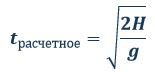 t расчетное = √(2H/g)